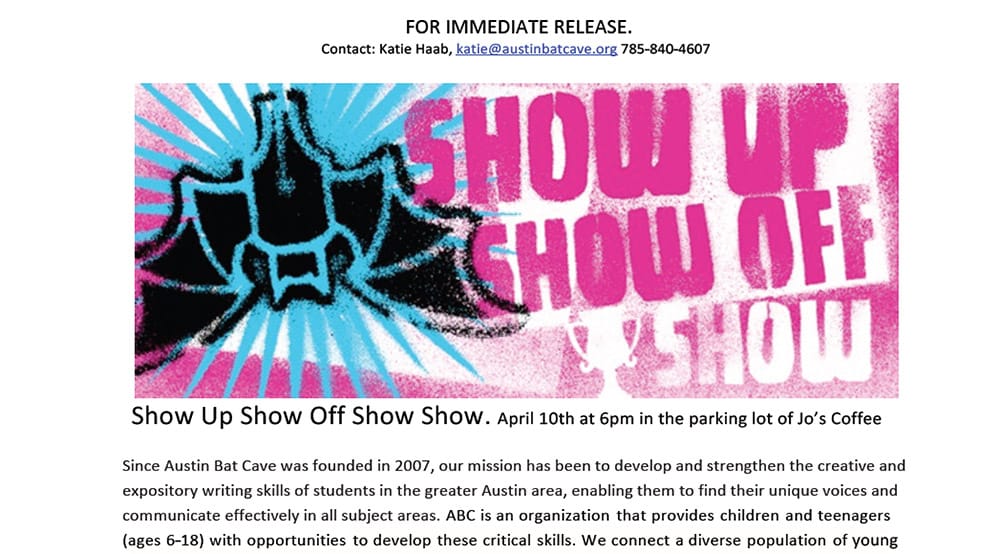 FOR IMMEDIATE RELEASE.
Contact: Katie Haab, katie@austinbatcave.org 785-840-4607
SHOW UP
SHOW OFF
SHOW
Show Up Show Off Show Show. April 10th at 6pm in the parking lot of Jo’s Coffee
Since Austin Bat Cave was founded in 2007, our mission has been to develop and strengthen the creative and
expository writing skills of students in the greater Austin area, enabling them to find their unique voices and
communicate effectively in all subject areas. ABC is an organization that provides children and teenagers
(ages 6-18) with opportunities to develop these critical skills. We connect a diverse population of young